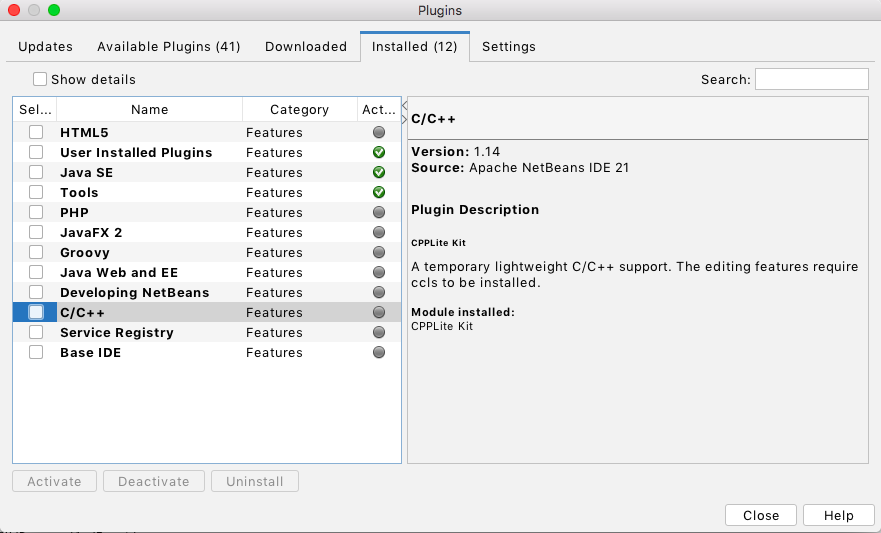 Plugins
Updates Available Plugins (41) Downloaded Installed (12) Settings
Show details Search:
Sel... Name Category Act...
HTML5 Features
User Installed Plugins Features
Java SE Features
Tools Features
PHP Features
JavaFX 2 Features
Groovy Features
Java Web and EE Features
Developing NetBeans Features
C/C++ Features
Service Registry Features
Base IDE Features
C/C++
Version: 1.14
Source: Apache NetBeans IDE 21
Plugin Description
CPPLite Kit
A temporary lightweight C/C++ support. The editing features require
ccls to be installed.
Module installed:
CPPLite Kit
Activate Deactivate Uninstall
Close Help